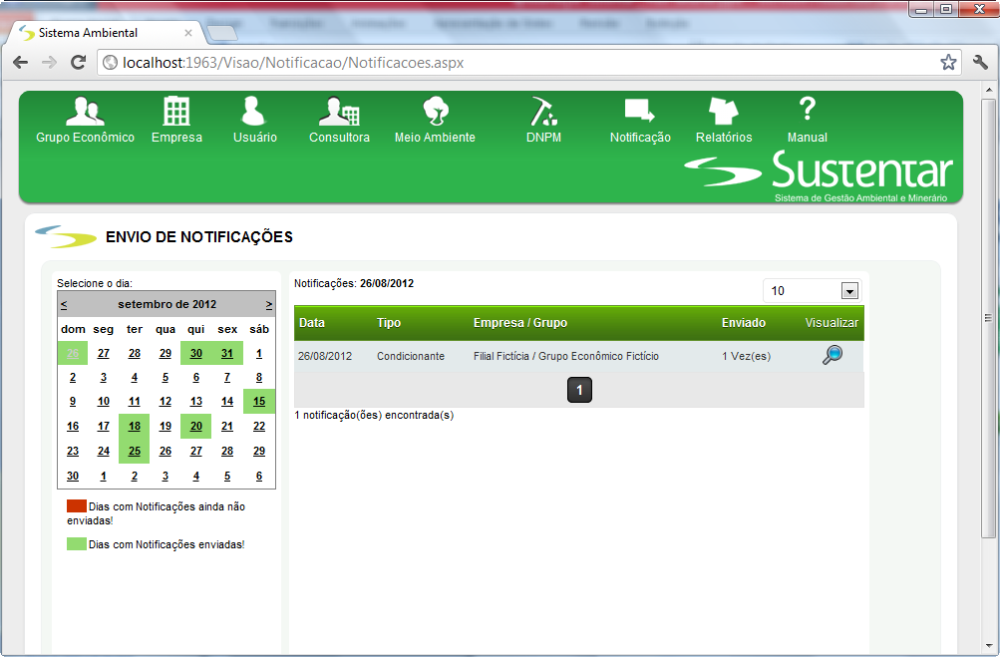 Sistema Ambiental
localhost:1963/Visao/Notificacao/Notificacoes.aspx
Grupo Econômico Empresa Usuário Consultora Meio Ambiente DNPM Notificação Relatórios Manual
Sustentar
Sistema de Gestão Ambiental e Minerário
ENVIO DE NOTIFICAÇÕES
Selecione o dia:
< setembro de 2012 >
dom seg ter qua qui sex sáb
26 27 28 29 30 31 1
2 3 4 5 6 7 8
9 10 11 12 13 14 15
16 17 18 19 20 21 22
23 24 25 26 27 28 29
30 1 2 3 4 5 6
Dias com Notificações ainda não
enviadas!
Dias com Notificações enviadas!
Notificações: 26/08/2012
10
Data Tipo Empresa / Grupo Enviado Visualizar
26/08/2012 Condicionante Filial Fictícia / Grupo Econômico Fictício 1 Vez(es)
1
1 notificação(ões) encontrada(s)